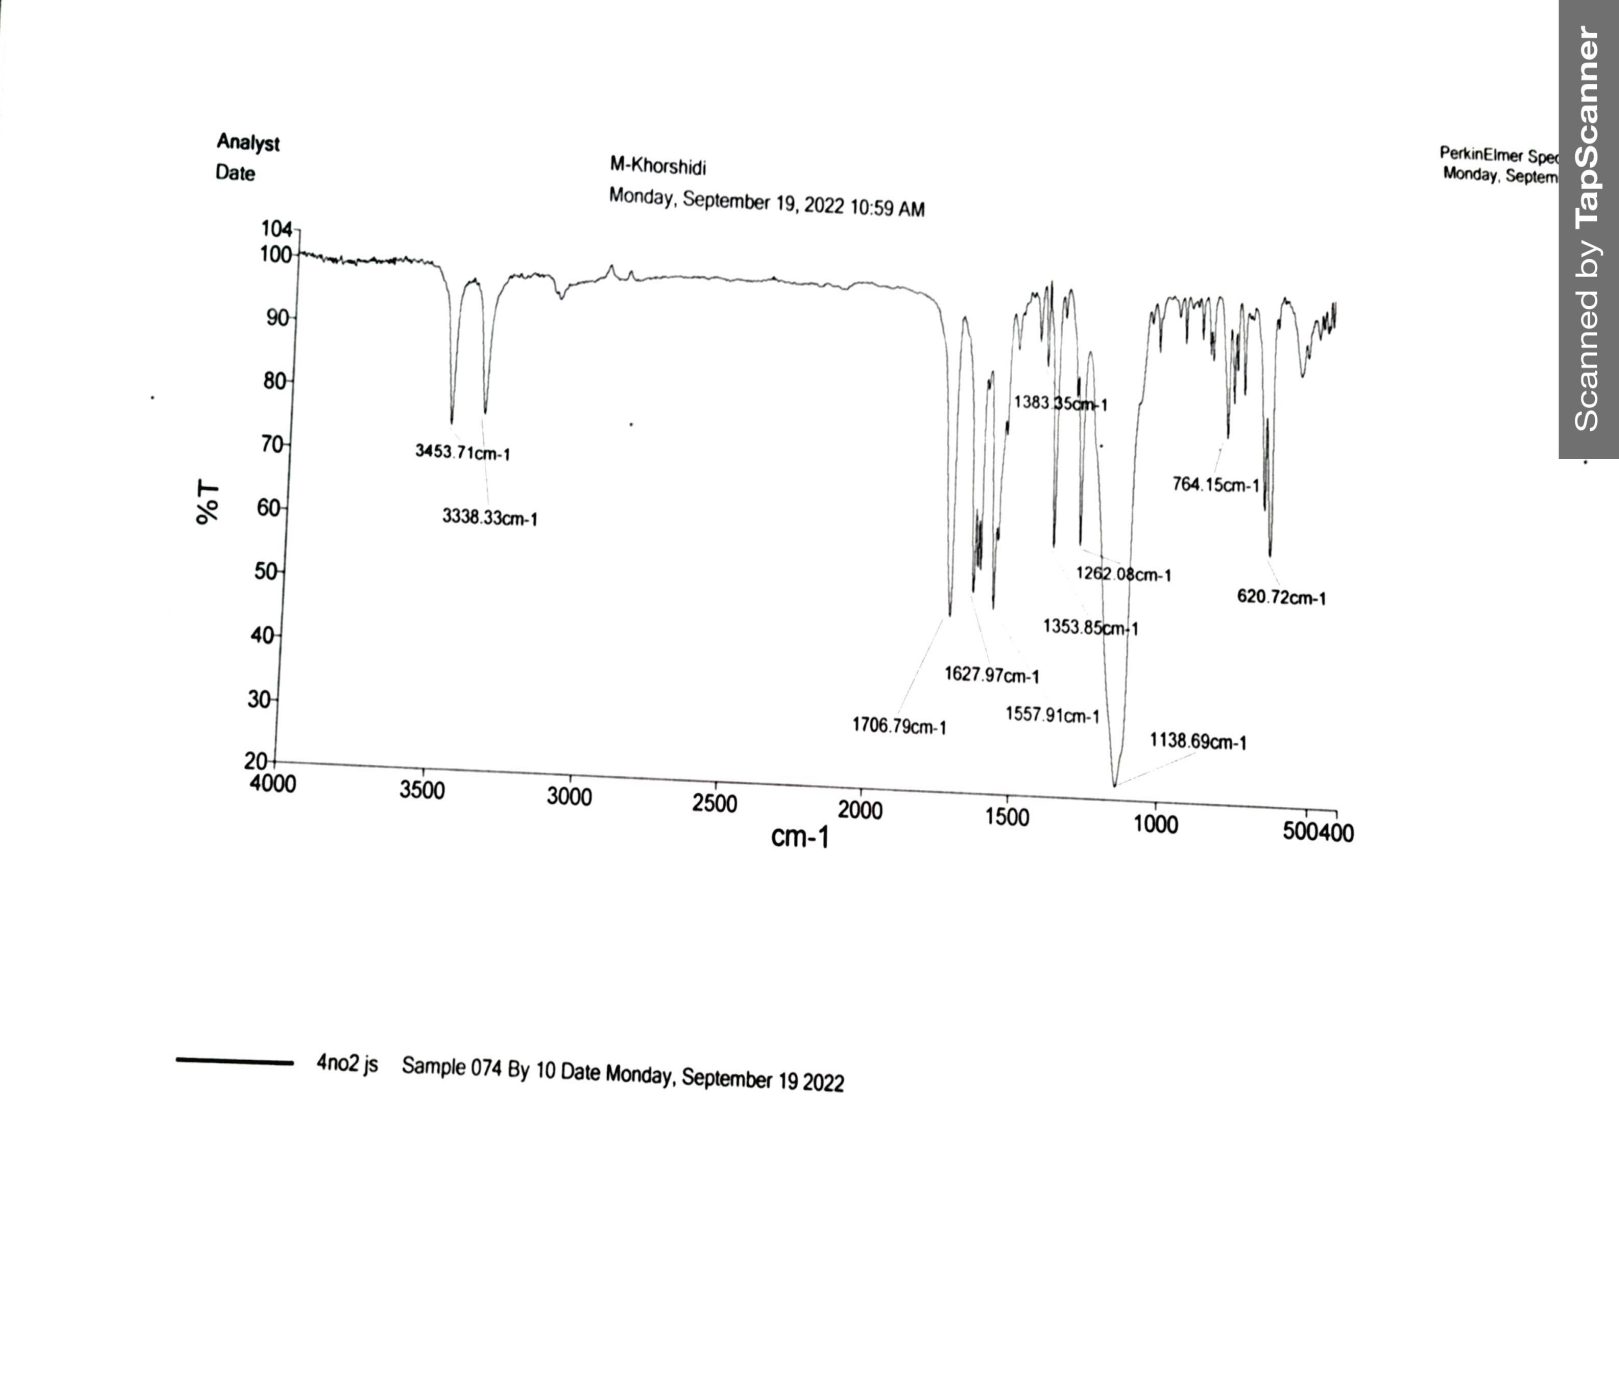 Analyst
Date
M-Khorshidi
Monday, September 19, 2022 10:59 AM
PerkinElmer Spec
Monday, Septem
Scanned by TapScanner
104
100
90
80
70
60
50
40
30
20
%T
4000
3500
3000
2500
2000
1500
1000
500400
cm-1
3453.71cm-1
3338.33cm-1
1706.79cm-1
1627.97cm-1
1557.91cm-1
1383.35cm-1
1353.85cm-1
1262.08cm-1
1138.69cm-1
764.15cm-1
620.72cm-1
4no2 js Sample 074 By 10 Date Monday, September 19 2022